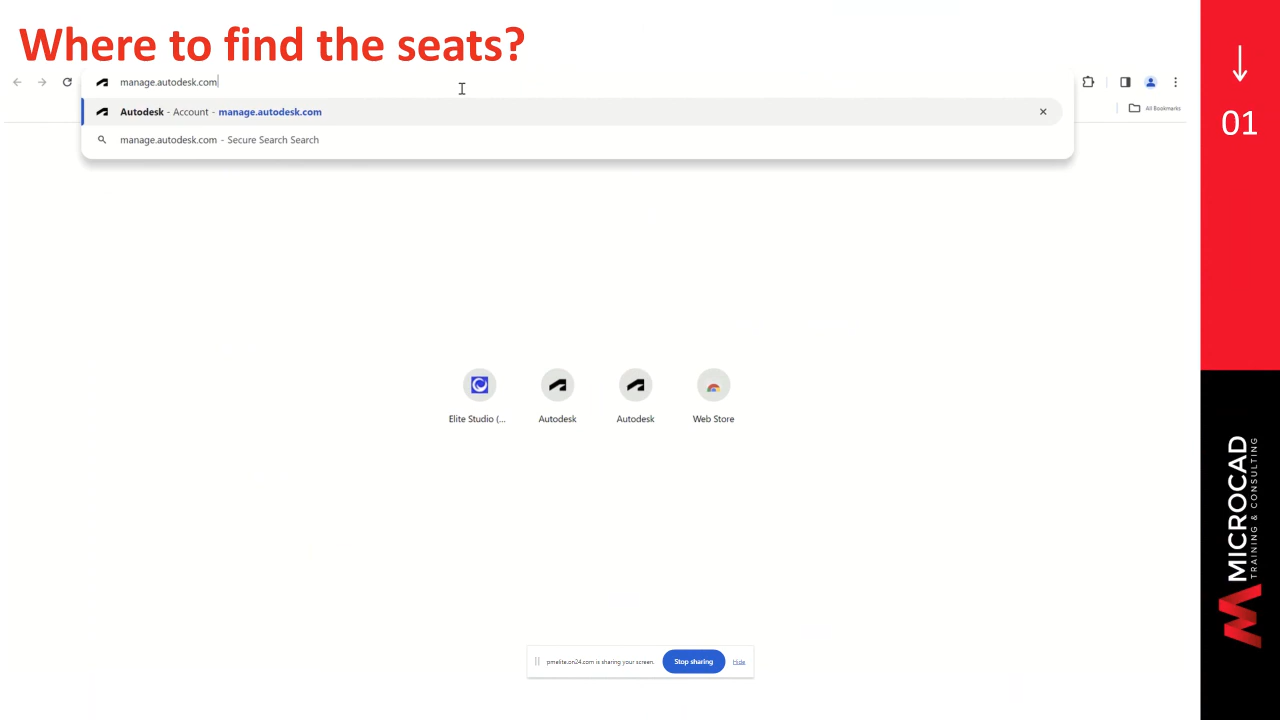 Where to find the seats?
manage.autodesk.com
All Bookmarks
Autodesk - Account - manage.autodesk.com
manage.autodesk.com - Secure Search Search
01
Elite Studio (...
Autodesk
Autodesk
Web Store
MICROCAD
TRAINING & CONSULTING
pmelite.on24.com is sharing your screen.
Stop sharing
Hide